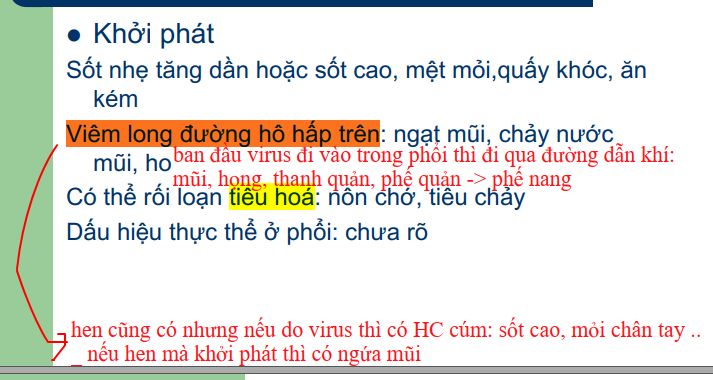 ● Khởi phát
Sốt nhẹ tăng dần hoặc sốt cao, mệt mỏi,quấy khóc, ăn
kém
Viêm long đường hô hấp trên: ngạt mũi, chảy nước
mũi, ho
ban đầu virus đi vào trong phổi thì đi qua đường dẫn khí:
mũi, họng, thanh quản, phế quản -> phế nang
Có thể rối loạn tiêu hoá: nôn chớ, tiêu chảy
Dấu hiệu thực thể ở phổi: chưa rõ
hen cũng có nhưng nếu do virus thì có HC cúm: sốt cao, mỏi chân tay ..
_ nếu hen mà khởi phát thì có ngứa mũi